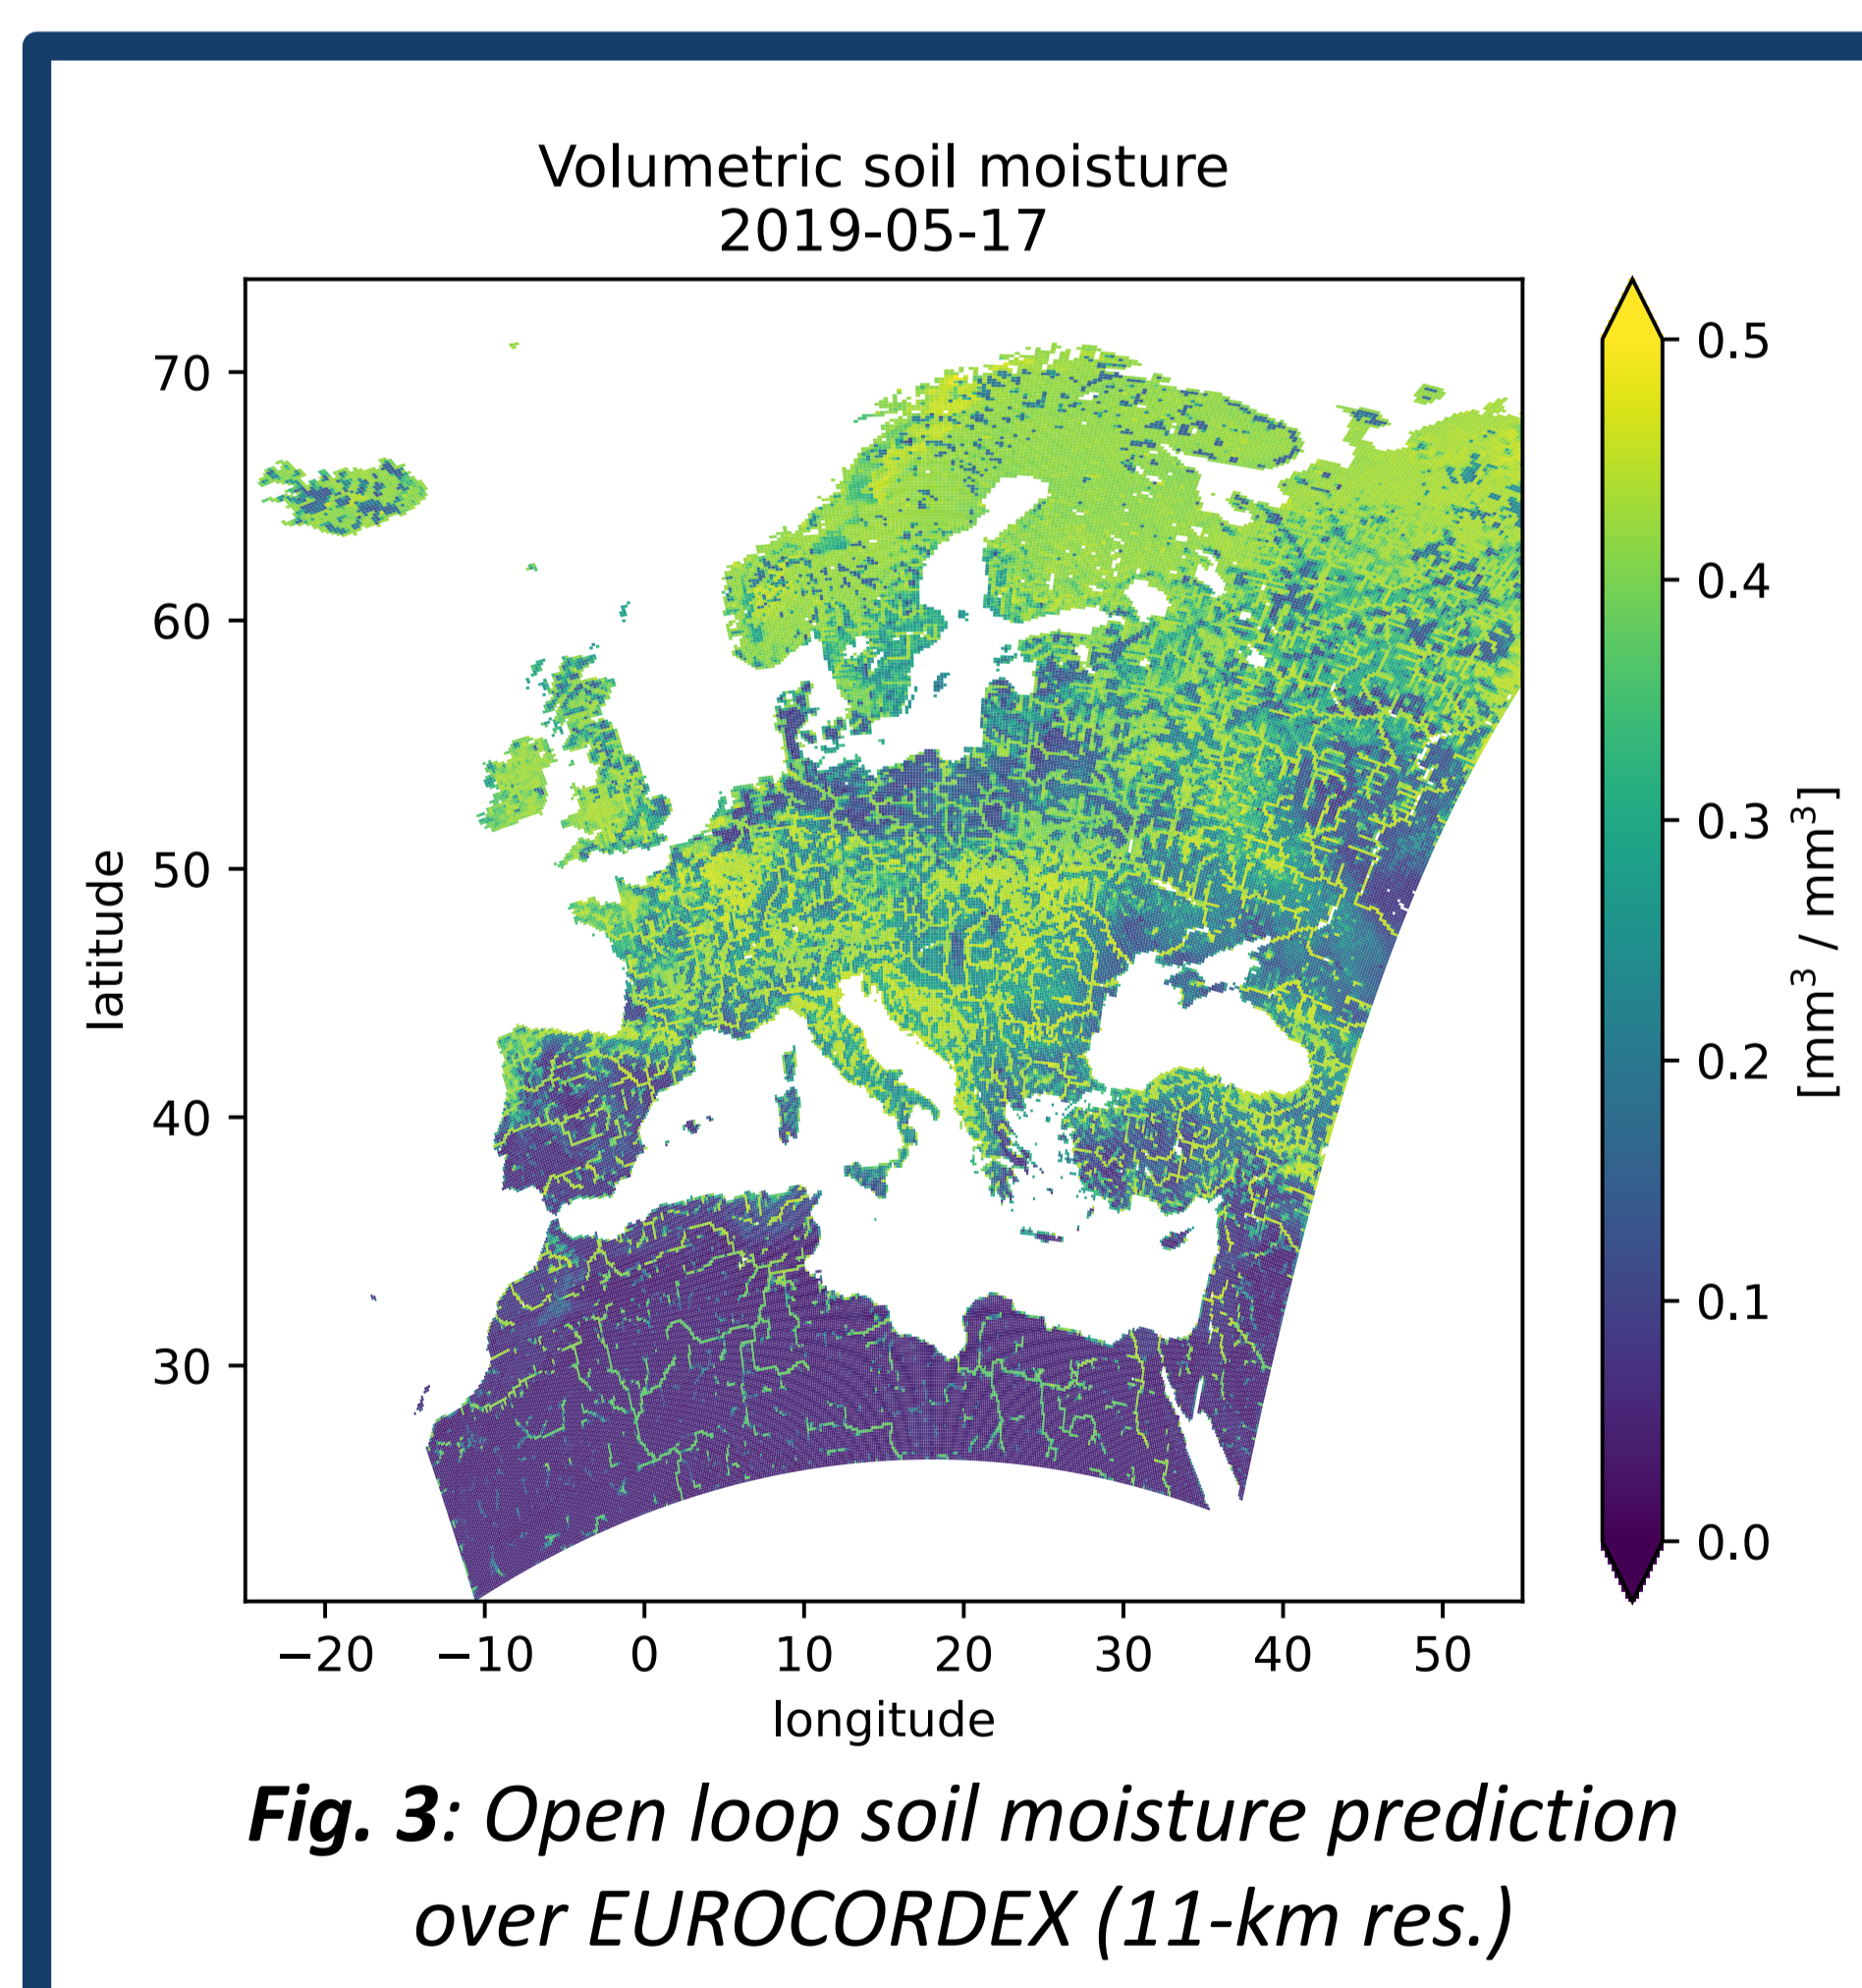 Volumetric soil moisture
2019-05-17
70
60
50
40
30
latitude
−20 −10 0 10 20 30 40 50
longitude
0.5
0.4
0.3
0.2
0.1
0.0
[mm³ / mm³]
Fig. 3: Open loop soil moisture prediction
over EUROCORDEX (11-km res.)